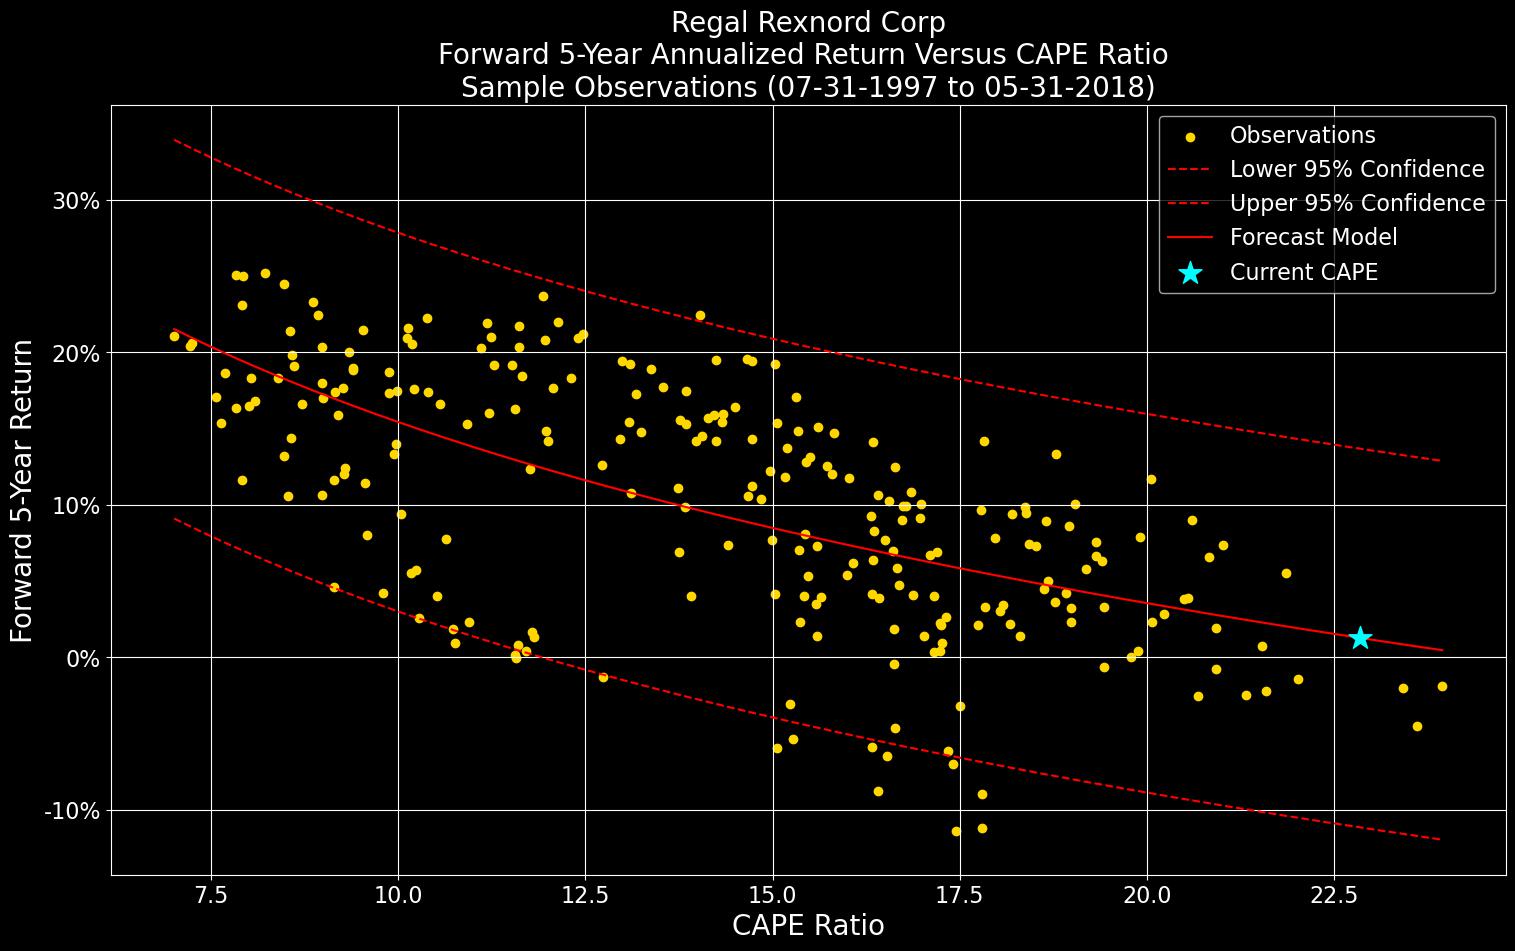 Regal Rexnord Corp
Forward 5-Year Annualized Return Versus CAPE Ratio
Sample Observations (07-31-1997 to 05-31-2018)
Observations
Lower 95% Confidence
Upper 95% Confidence
Forecast Model
Current CAPE
Forward 5-Year Return
30%
20%
10%
0%
-10%
7.5
10.0
12.5
15.0
17.5
20.0
22.5
CAPE Ratio